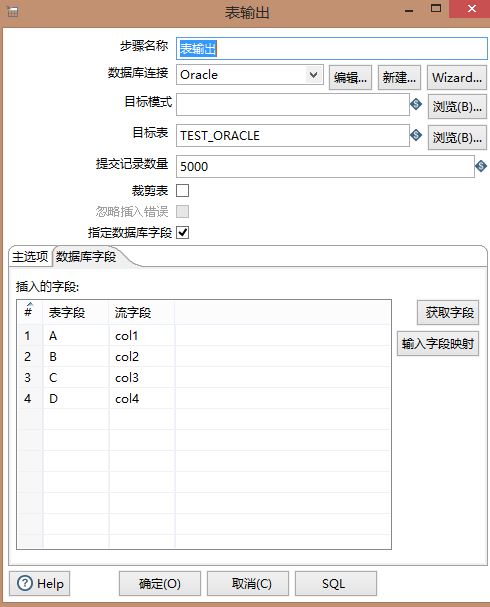 表输出
步骤名称 表输出
数据库连接 Oracle 编辑... 新建... Wizard...
目标模式 浏览(B)...
目标表 TEST_ORACLE 浏览(B)...
提交记录数量 5000
裁剪表
忽略插入错误
指定数据库字段
主选项 数据库字段
插入的字段:
# 表字段 流字段 获取字段
1 A col1
输入字段映射
2 B col2
3 C col3
4 D col4
? Help 确定(O) 取消(C) SQL